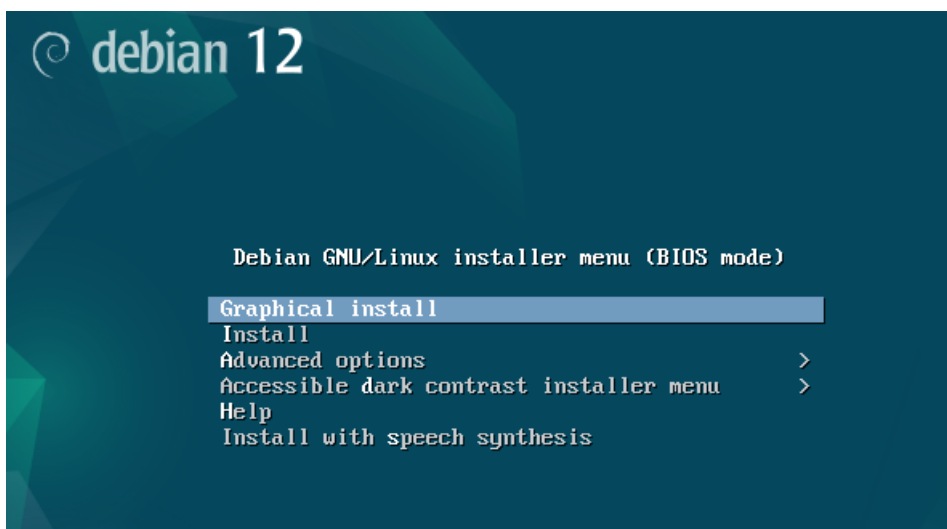 debian 12
Debian GNU/Linux installer menu (BIOS mode)
Graphical install
Install
Advanced options >
Accessible dark contrast installer menu >
Help
Install with speech synthesis